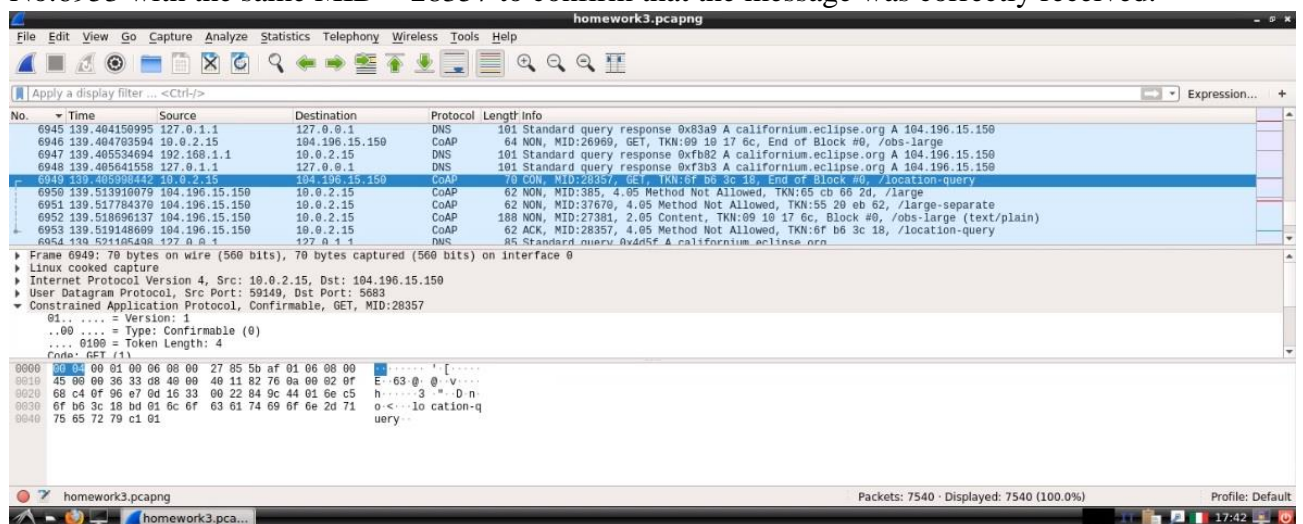 homework3.pcapng
File Edit View Go Capture Analyze Statistics Telephony Wireless Tools Help
Apply a display filter ... <Ctrl-/>
Expression... +
No. Time Source Destination Protocol Length Info
6945 139.404150995 127.0.1.1 127.0.0.1 DNS 101 Standard query response 0x83a9 A californium.eclipse.org A 104.196.15.150
6946 139.404703594 10.0.2.15 104.196.15.150 CoAP 64 NON, MID:26969, GET, TKN:09 10 17 6c, End of Block #0, /obs-large
6947 139.405534694 192.168.1.1 10.0.2.15 DNS 101 Standard query response 0xfb82 A californium.eclipse.org A 104.196.15.150
6948 139.405641558 127.0.1.1 127.0.0.1 DNS 101 Standard query response 0xf3b3 A californium.eclipse.org A 104.196.15.150
6949 139.405998442 10.0.2.15 104.196.15.150 CoAP 70 CON, MID:28357, GET, TKN:6f b6 3c 18, End of Block #0, /location-query
6950 139.513910079 104.196.15.150 10.0.2.15 CoAP 62 NON, MID:385, 4.05 Method Not Allowed, TKN:65 cb 66 2d, /large
6951 139.517784370 104.196.15.150 10.0.2.15 CoAP 62 NON, MID:37670, 4.05 Method Not Allowed, TKN:55 20 eb 62, /large-separate
6952 139.518696137 104.196.15.150 10.0.2.15 CoAP 188 NON, MID:27381, 2.05 Content, TKN:09 10 17 6c, Block #0, /obs-large (text/plain)
6953 139.519148609 104.196.15.150 10.0.2.15 CoAP 62 ACK, MID:28357, 4.05 Method Not Allowed, TKN:6f b6 3c 18, /location-query
6954 139.521105498 127.0.0.1 127.0.1.1 DNS 85 Standard query 0x4d5f A californium.eclipse.org
Frame 6949: 70 bytes on wire (560 bits), 70 bytes captured (560 bits) on interface 0
Linux cooked capture
Internet Protocol Version 4, Src: 10.0.2.15, Dst: 104.196.15.150
User Datagram Protocol, Src Port: 59149, Dst Port: 5683
Constrained Application Protocol, Confirmable, GET, MID:28357
01.. .... = Version: 1
..00 .... = Type: Confirmable (0)
.... 0100 = Token Length: 4
Code: GET (1)
0000 00 04 00 01 00 06 08 00 27 85 5b af 01 06 08 00 ········ '·[·····
0010 45 00 00 36 33 d8 40 00 40 11 82 76 0a 00 02 0f E··63·@· @··v····
0020 68 c4 0f 96 e7 0d 16 33 00 22 84 9c 44 01 6e c5 h······3 ·"··D·n·
0030 6f b6 3c 18 bd 01 6c 6f 63 61 74 69 6f 6e 2d 71 o·<···lo cation-q
0040 75 65 72 79 c1 01 uery··
homework3.pcapng
Packets: 7540 · Displayed: 7540 (100.0%)
Profile: Default
homework3.pca...
17:42